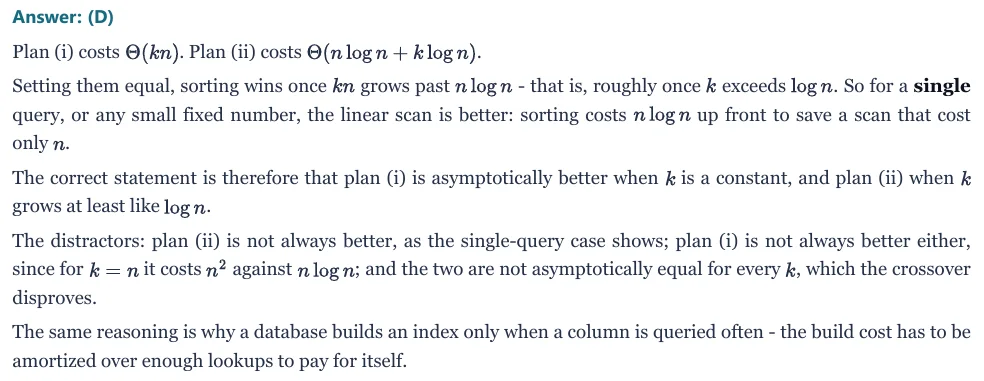 Answer: (D)
Plan (i) costs Θ(kn). Plan (ii) costs Θ(n log n + k log n).
Setting them equal, sorting wins once kn grows past n log n - that is, roughly once k exceeds log n. So for a single
query, or any small fixed number, the linear scan is better: sorting costs n log n up front to save a scan that cost
only n.
The correct statement is therefore that plan (i) is asymptotically better when k is a constant, and plan (ii) when k
grows at least like log n.
The distractors: plan (ii) is not always better, as the single-query case shows; plan (i) is not always better either,
since for k = n it costs n² against n log n; and the two are not asymptotically equal for every k, which the crossover
disproves.
The same reasoning is why a database builds an index only when a column is queried often - the build cost has to be
amortized over enough lookups to pay for itself.